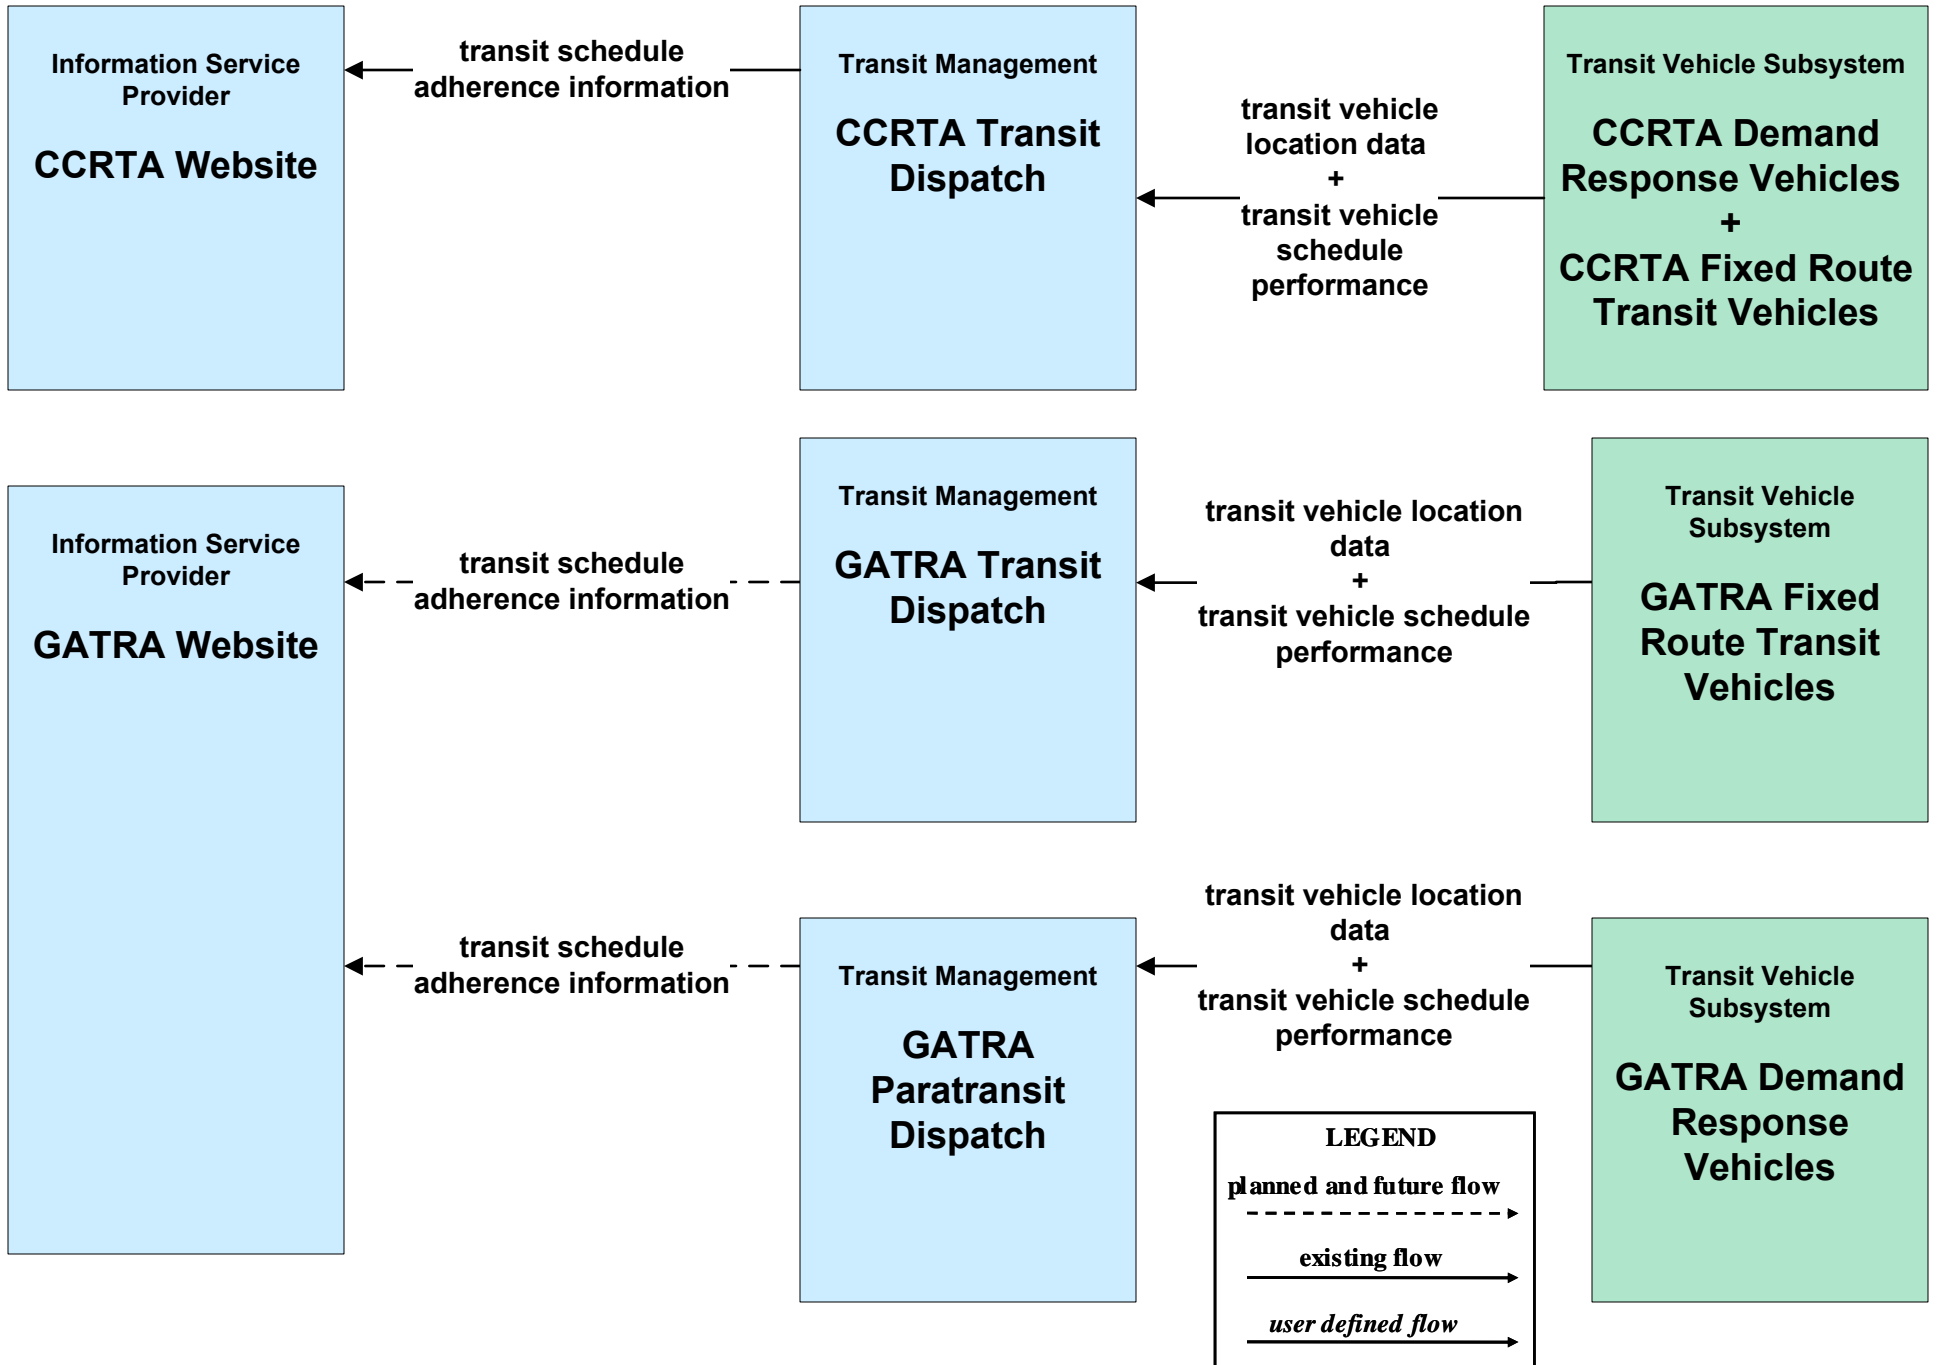 Information Service
Provider
CCRTA Website
transit schedule
adherence information
Transit Management
CCRTA Transit
Dispatch
transit vehicle
location data
+
transit vehicle
schedule
performance
Transit Vehicle Subsystem
CCRTA Demand
Response Vehicles
+
CCRTA Fixed Route
Transit Vehicles
Information Service
Provider
GATRA Website
transit schedule
adherence information
Transit Management
GATRA Transit
Dispatch
transit vehicle location
data
+
transit vehicle schedule
performance
Transit Vehicle
Subsystem
GATRA Fixed
Route Transit
Vehicles
transit schedule
adherence information
Transit Management
GATRA
Paratransit
Dispatch
transit vehicle location
data
+
transit vehicle schedule
performance
Transit Vehicle
Subsystem
GATRA Demand
Response
Vehicles
LEGEND
planned and future flow
existing flow
user defined flow